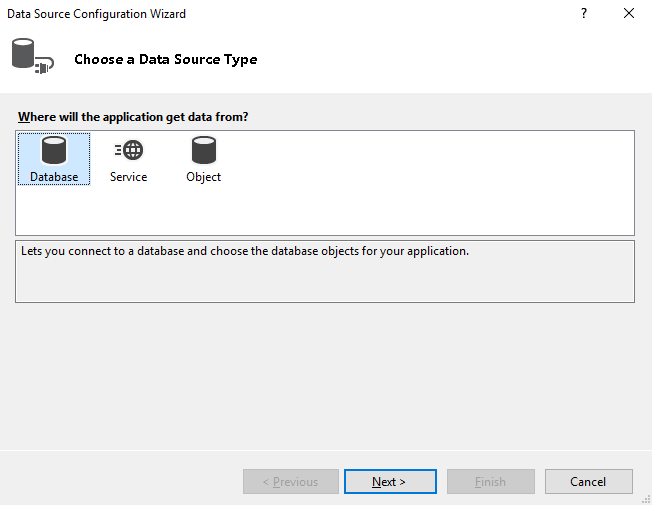 Data Source Configuration Wizard
?
Choose a Data Source Type
Where will the application get data from?
Database Service Object
Lets you connect to a database and choose the database objects for your application.
< Previous Next > Finish Cancel